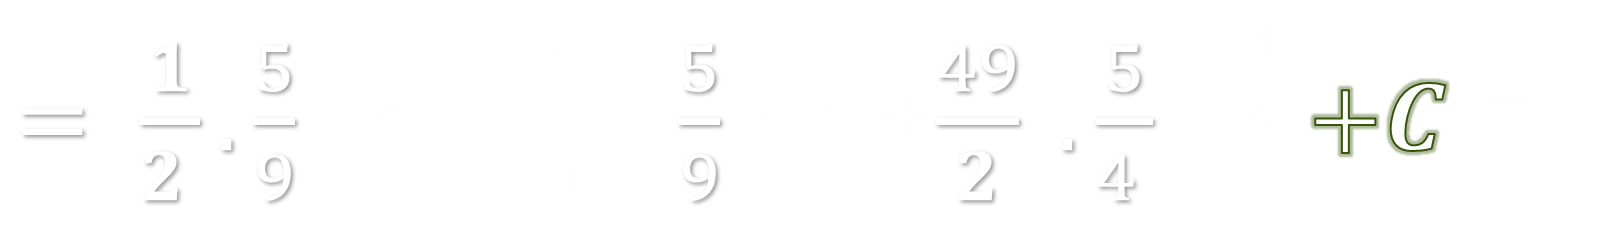 = 1/2 . 5/9 5/9 49/2 . 5/4 +C